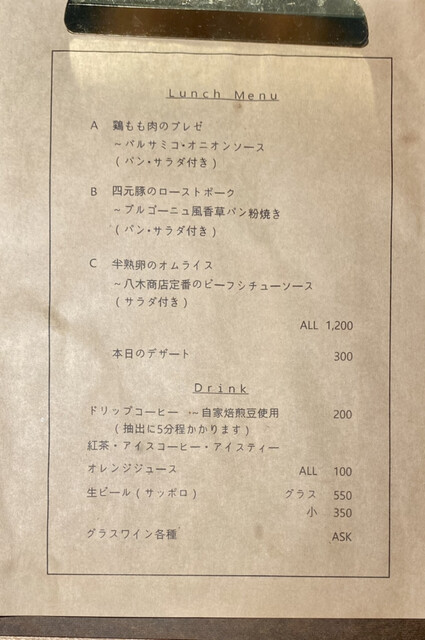 Lunch Menu
A 鶏もも肉のブレゼ
～バルサミコ・オニオンソース
(パン・サラダ付き)
B 四元豚のローストポーク
～ブルゴーニュ風香草パン粉焼き
(パン・サラダ付き)
C 半熟卵のオムライス
～八木商店定番のビーフシチューソース
(サラダ付き)
ALL 1,200
本日のデザート 300
Drink
ドリップコーヒー ･･･自家焙煎豆使用 200
(抽出に5分程かかります)
紅茶・アイスコーヒー・アイスティー
オレンジジュース ALL 100
生ビール(サッポロ) グラス 550
小 350
グラスワイン各種 ASK